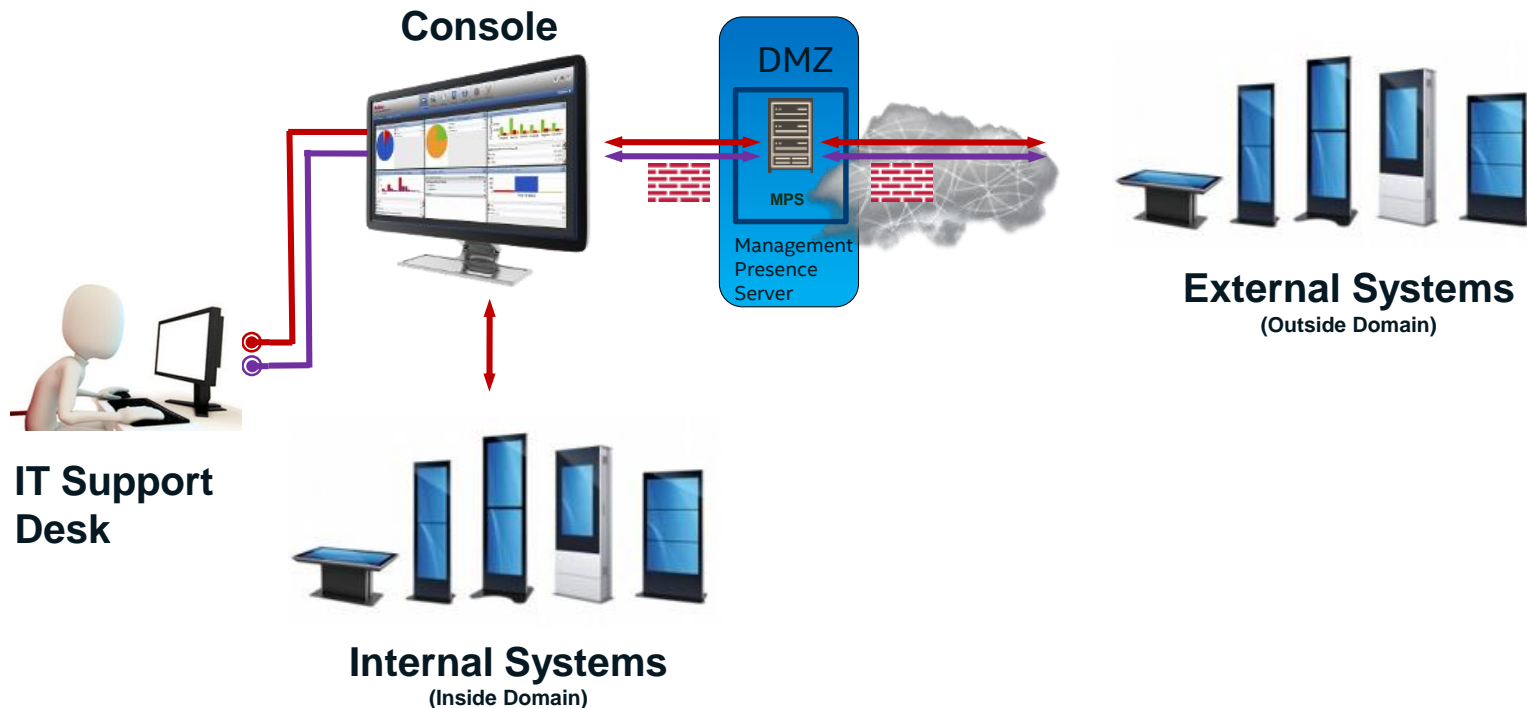 Console
DMZ
MPS
Management
Presence
Server
External Systems
(Outside Domain)
IT Support
Desk
Internal Systems
(Inside Domain)